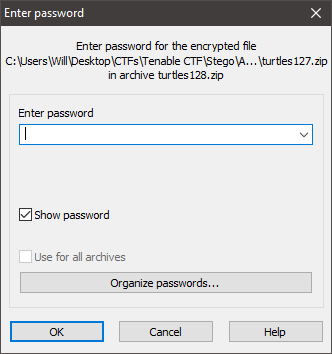 Enter password
Enter password for the encrypted file
C:\Users\Will\Desktop\CTFs\Tenable CTF\Stego\A...\turtles127.zip
in archive turtles128.zip
Enter password
Show password
Use for all archives
Organize passwords...
OK
Cancel
Help